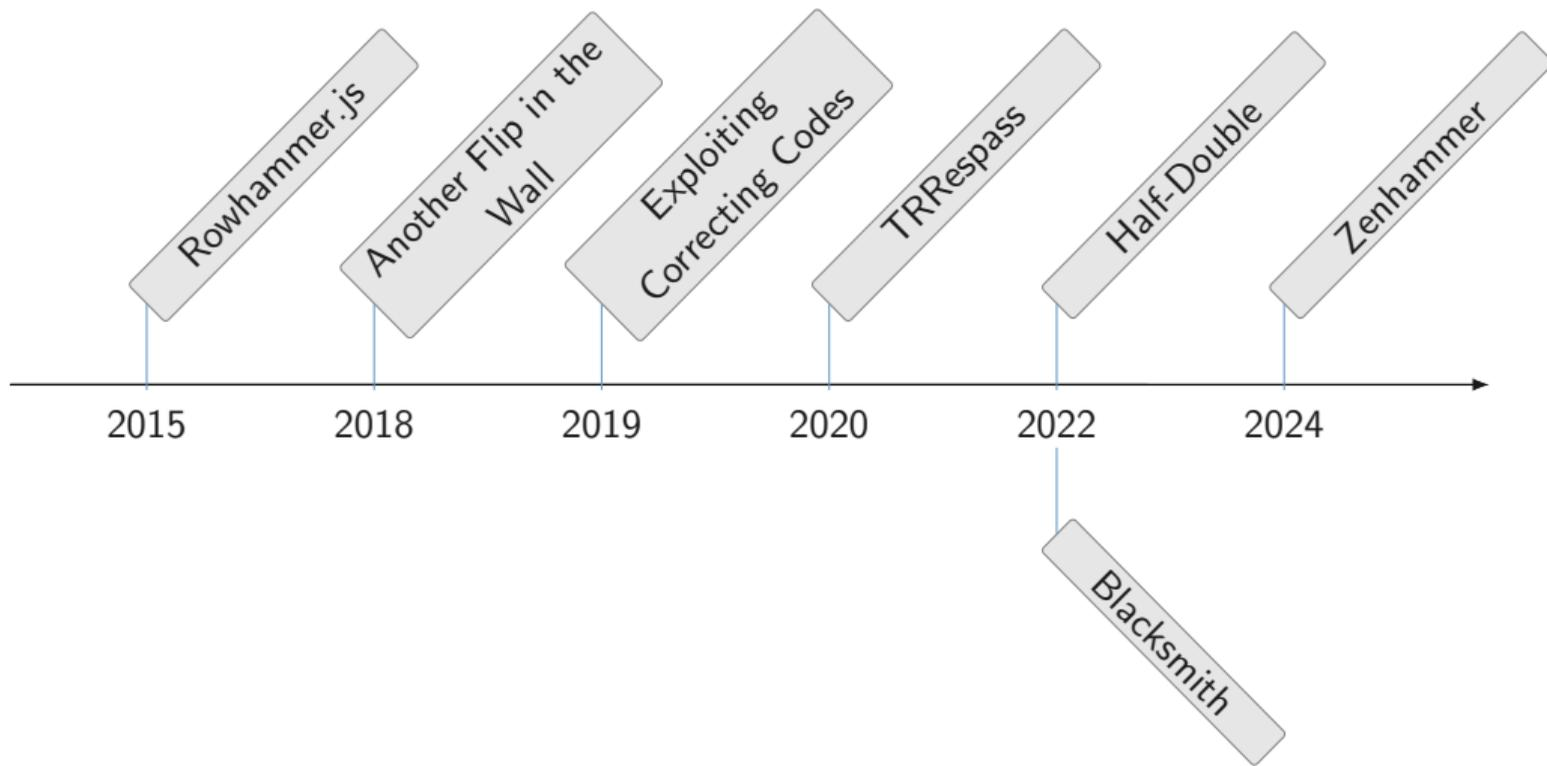 Rowhammer.js
Another Flip in the
Wall
Exploiting
Correcting Codes
TRRespass
Half-Double
Zenhammer
2015
2018
2019
2020
2022
2024
Blacksmith